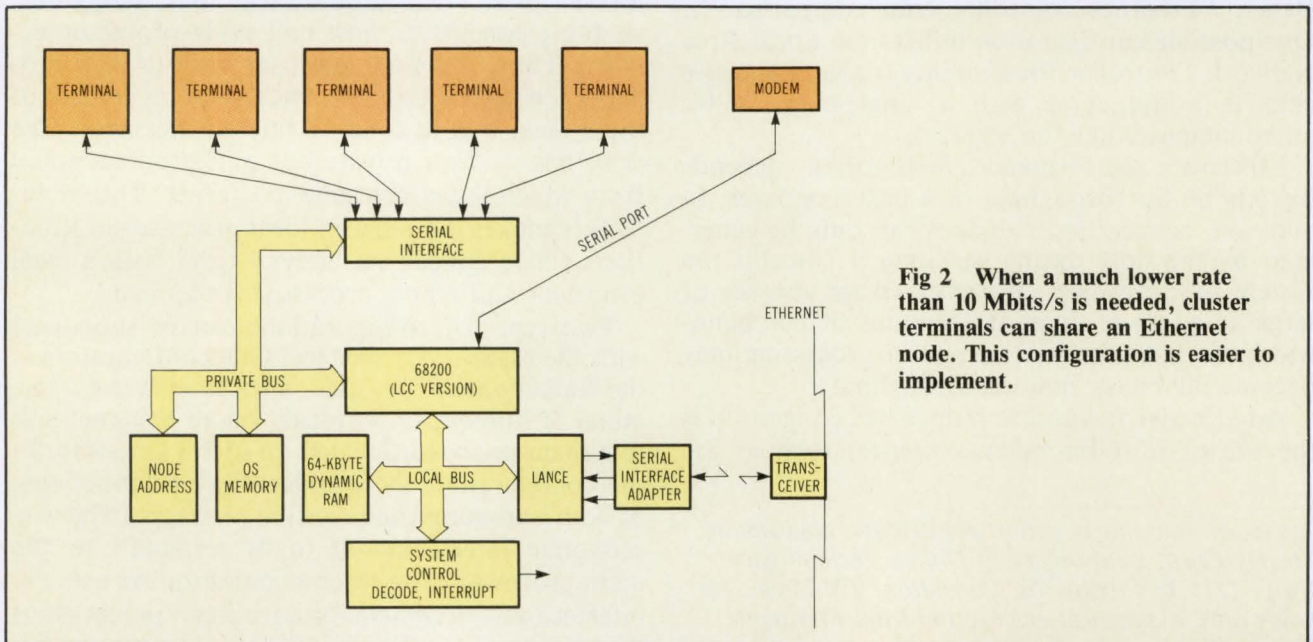 TERMINAL
TERMINAL
TERMINAL
TERMINAL
TERMINAL
MODEM
SERIAL
INTERFACE
SERIAL PORT
Fig 2 When a much lower rate
than 10 Mbits/s is needed, cluster
terminals can share an Ethernet
node. This configuration is easier to
implement.
ETHERNET
PRIVATE BUS
68200
(LCC VERSION)
NODE
ADDRESS
OS
MEMORY
64-KBYTE
DYNAMIC
RAM
LOCAL BUS
LANCE
SERIAL
INTERFACE
ADAPTER
TRANS-
CEIVER
SYSTEM
CONTROL
DECODE, INTERRUPT